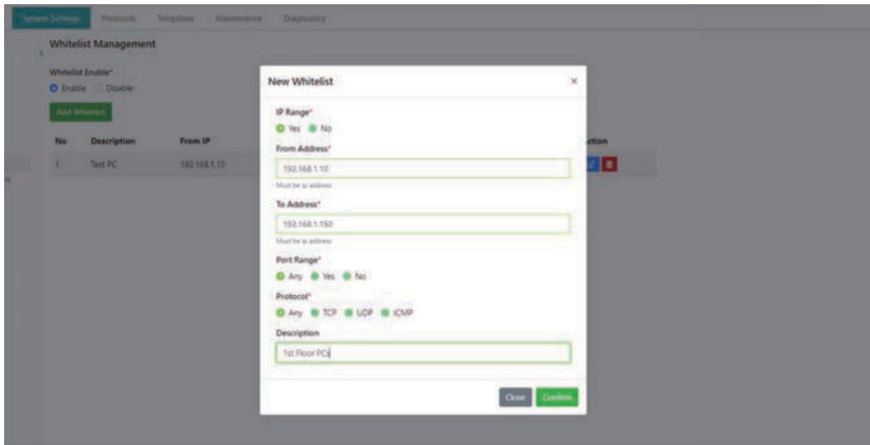 System Settings Protocols Templates Maintenance Diagnostics
Whitelist Management
Whitelist Enable*
Enable Disable
Add Whitelist
No Description From IP ction
1 Test PC 192.168.1.10
New Whitelist ×
IP Range*
Yes No
From Address*
192.168.1.10
Must be ip address
To Address*
192.168.1.150
Must be ip address
Port Range*
Any Yes No
Protocol*
Any TCP UDP ICMP
Description
1st Floor PCs
Close Confirm